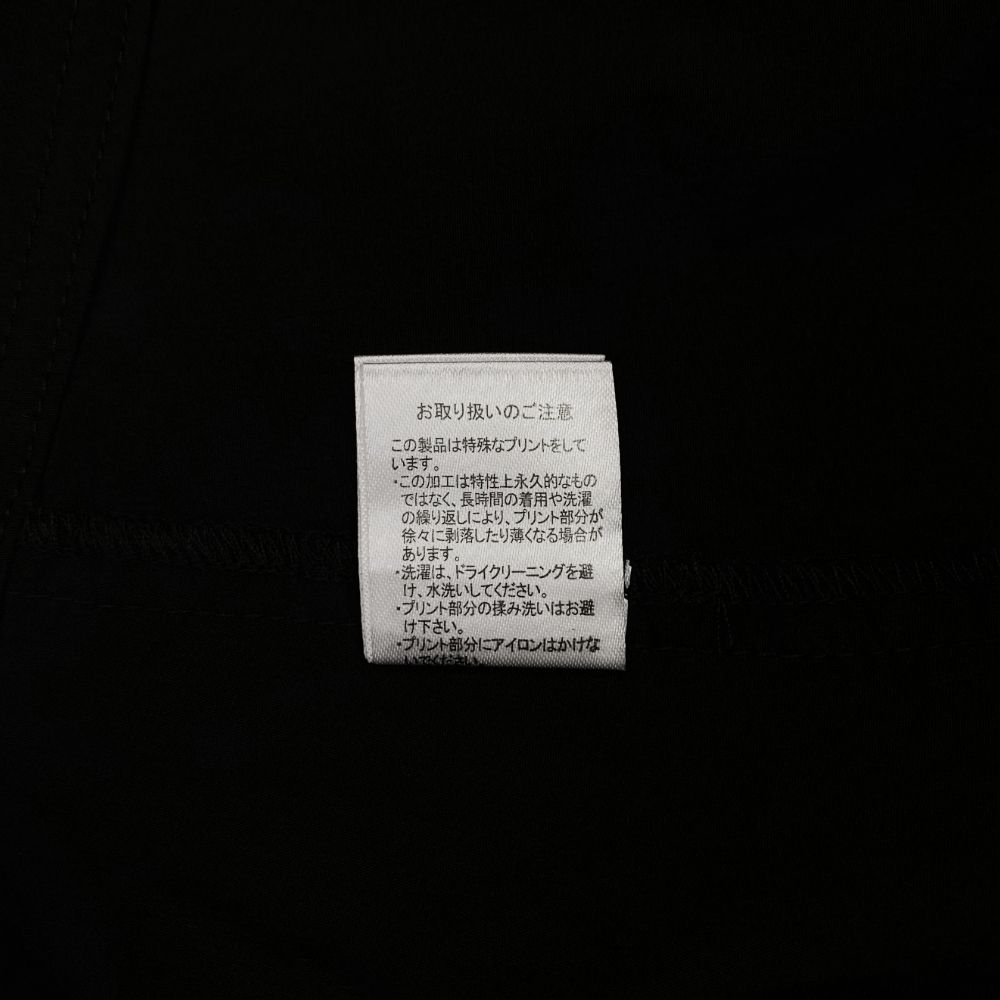 お取り扱いのご注意
この製品は特殊なプリントをして
います。
・この加工は特性上永久的なもの
ではなく、長時間の着用や洗濯
の繰り返しにより、プリント部分が
徐々に剥落したり薄くなる場合が
あります。
・洗濯は、ドライクリーニングを避
け、水洗いしてください。
・プリント部分の揉み洗いはお避
け下さい。
・プリント部分にアイロンはかけな
いでください